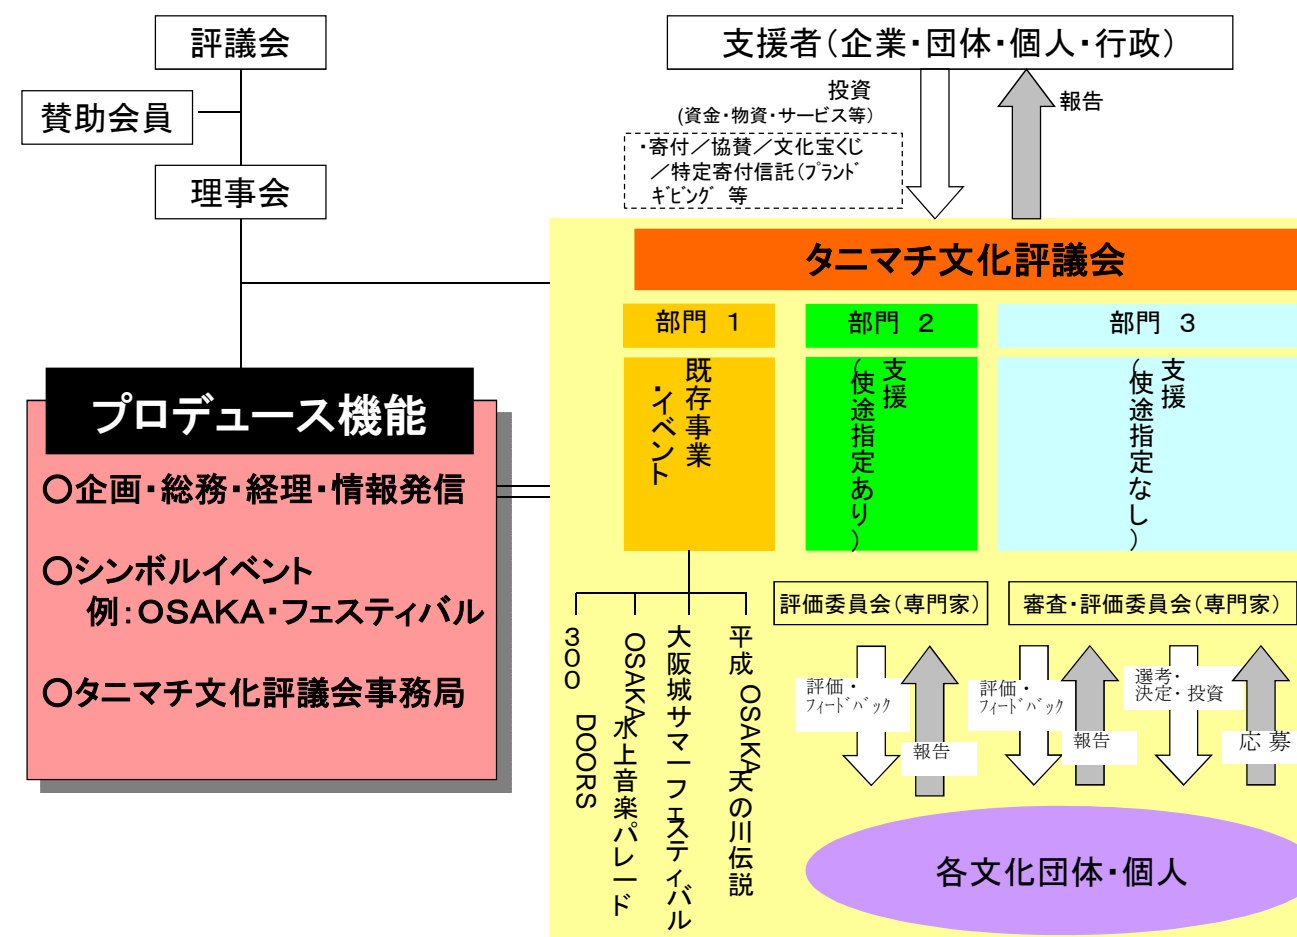 評議会
賛助会員
理事会
プロデュース機能
○企画・総務・経理・情報発信
○シンボルイベント
例：ＯＳＡＫＡ・フェスティバル
○タニマチ文化評議会事務局
支援者（企業・団体・個人・行政）
投資
(資金・物資・サービス等）
報告
・寄付／協賛／文化宝くじ
／特定寄付信託（ﾌﾟﾗﾝﾄﾞ
ｷﾞﾋﾞﾝｸﾞ 等
タニマチ文化評議会
部門　１
部門　２
部門　３
既存事業
・イベント
支援
（使途指定あり）
支援
（使途指定なし）
評価委員会（専門家）
審査・評価委員会（専門家）
３００　DOORS
OSAKA水上音楽パレード
大阪城サマーフェスティバル
平成OSAKA天の川伝説
評価・
ﾌｨｰﾄﾞﾊﾞｯｸ
報告
評価・
ﾌｨｰﾄﾞﾊﾞｯｸ
報告
選考・
決定・投資
応 募
各文化団体・個人